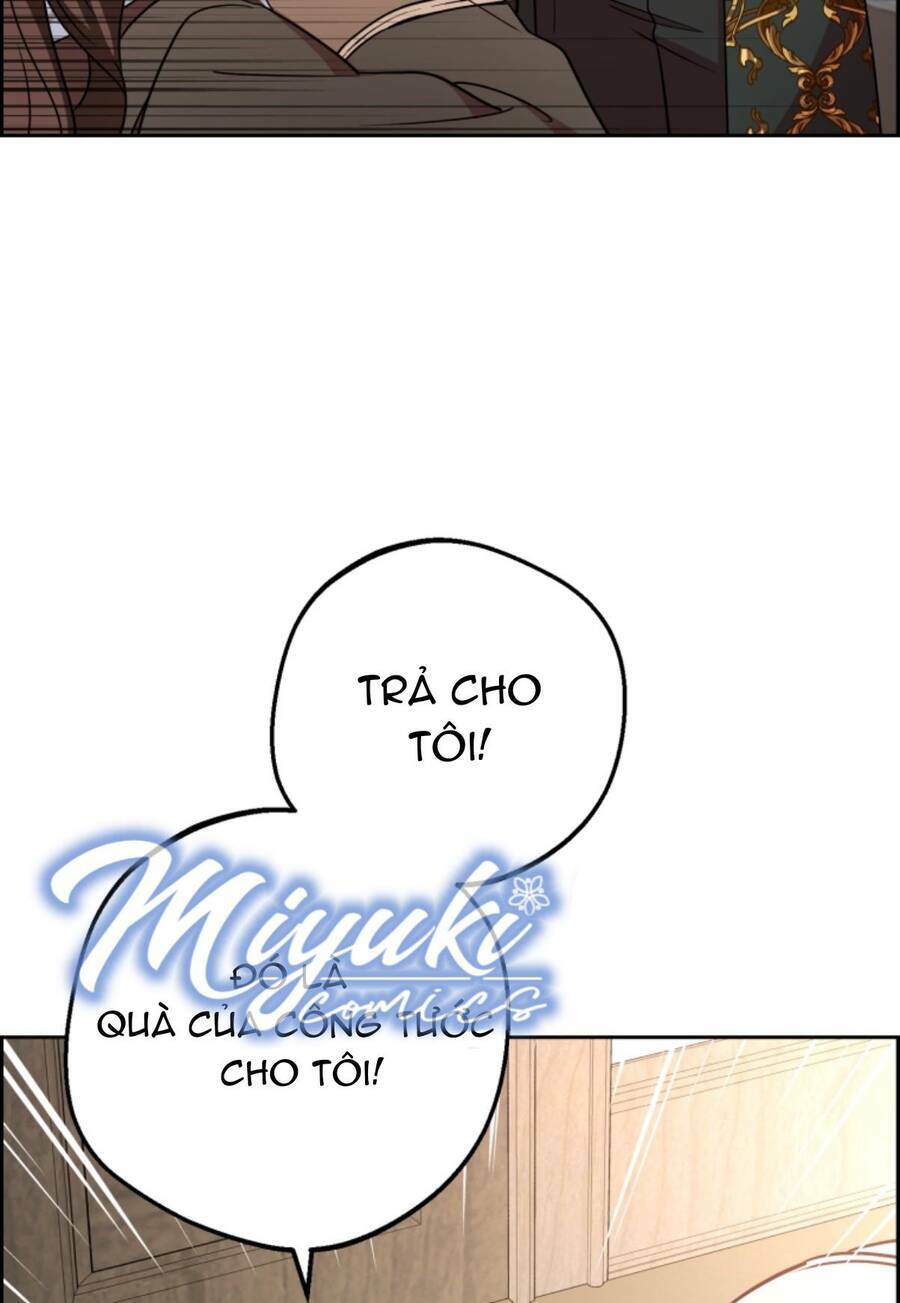 TRẢ CHO
TÔI!
Miyuki
comics
ĐÓ LÀ
QUÀ CỦA CÔNG TƯỚC
CHO TÔI!